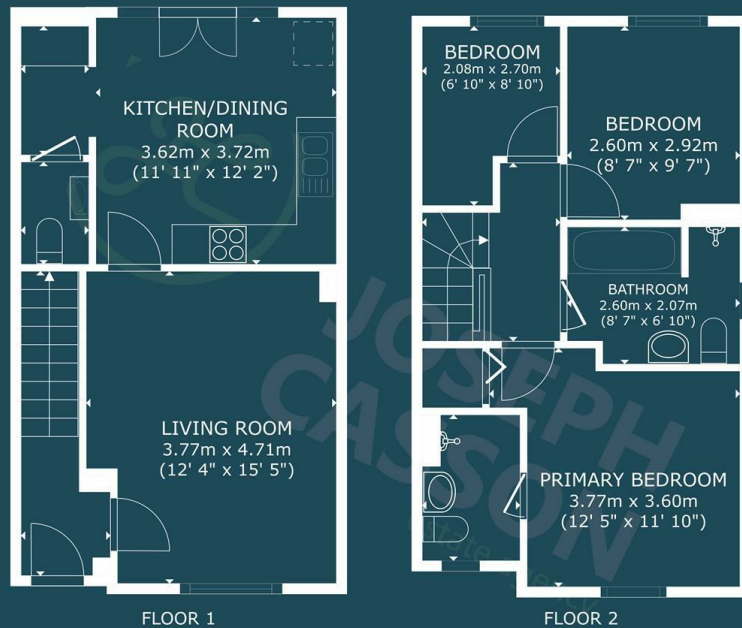 KITCHEN/DINING
ROOM
3.62m x 3.72m
(11' 11" x 12' 2")
LIVING ROOM
3.77m x 4.71m
(12' 4" x 15' 5")
FLOOR 1
BEDROOM
2.08m x 2.70m
(6' 10" x 8' 10")
BEDROOM
2.60m x 2.92m
(8' 7" x 9' 7")
BATHROOM
2.60m x 2.07m
(8' 7" x 6' 10")
PRIMARY BEDROOM
3.77m x 3.60m
(12' 5" x 11' 10")
FLOOR 2
JOSEPH
CASSON
estate agency